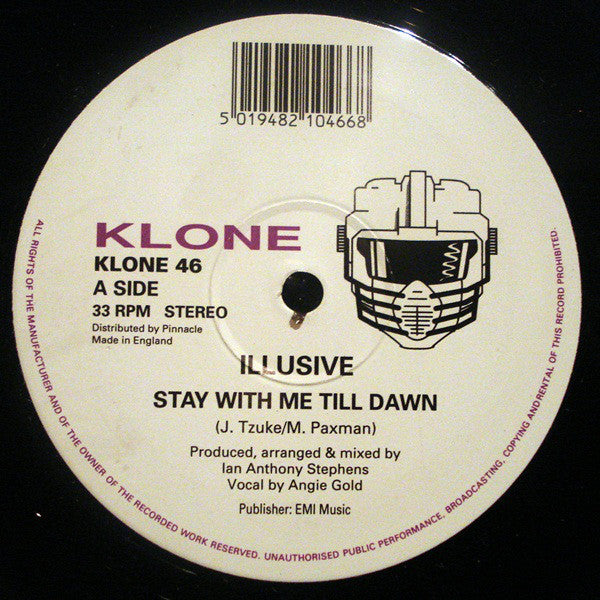 5 019482 104668
KLONE
KLONE 46
A SIDE
33 RPM STEREO
Distributed by Pinnacle
Made in England
ILLUSIVE
STAY WITH ME TILL DAWN
(J. Tzuke/M. Paxman)
Produced, arranged & mixed by
Ian Anthony Stephens
Vocal by Angie Gold
Publisher: EMI Music
ALL RIGHTS OF THE MANUFACTURER AND OF THE OWNER OF THE RECORDED WORK RESERVED. UNAUTHORISED PUBLIC PERFORMANCE, BROADCASTING, COPYING AND RENTAL OF THIS RECORD PROHIBITED.